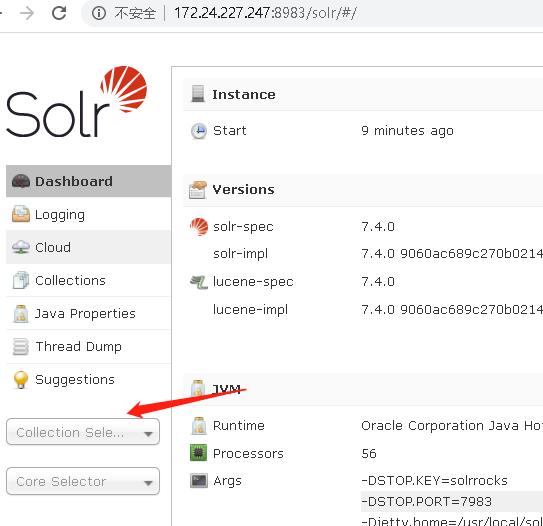 不安全 | 172.24.227.247:8983/solr/#/
Solr
Dashboard
Logging
Cloud
Collections
Java Properties
Thread Dump
Suggestions
Collection Sele...
Core Selector
Instance
Start 9 minutes ago
Versions
solr-spec 7.4.0
solr-impl 7.4.0 9060ac689c270b0214
lucene-spec 7.4.0
lucene-impl 7.4.0 9060ac689c270b0214
JVM
Runtime Oracle Corporation Java Ho
Processors 56
Args -DSTOP.KEY=solrrocks
-DSTOP.PORT=7983
-Djetty.home=/usr/local/sol